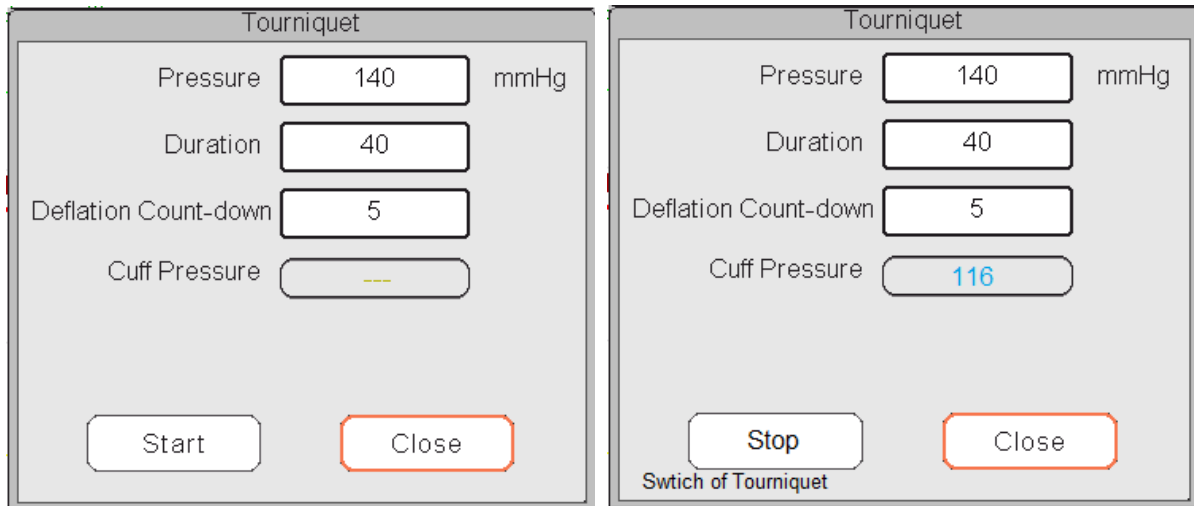 Tourniquet
Pressure 140 mmHg
Duration 40
Deflation Count-down 5
Cuff Pressure ---
Start Close
Tourniquet
Pressure 140 mmHg
Duration 40
Deflation Count-down 5
Cuff Pressure 116
Stop Close
Swtich of Tourniquet